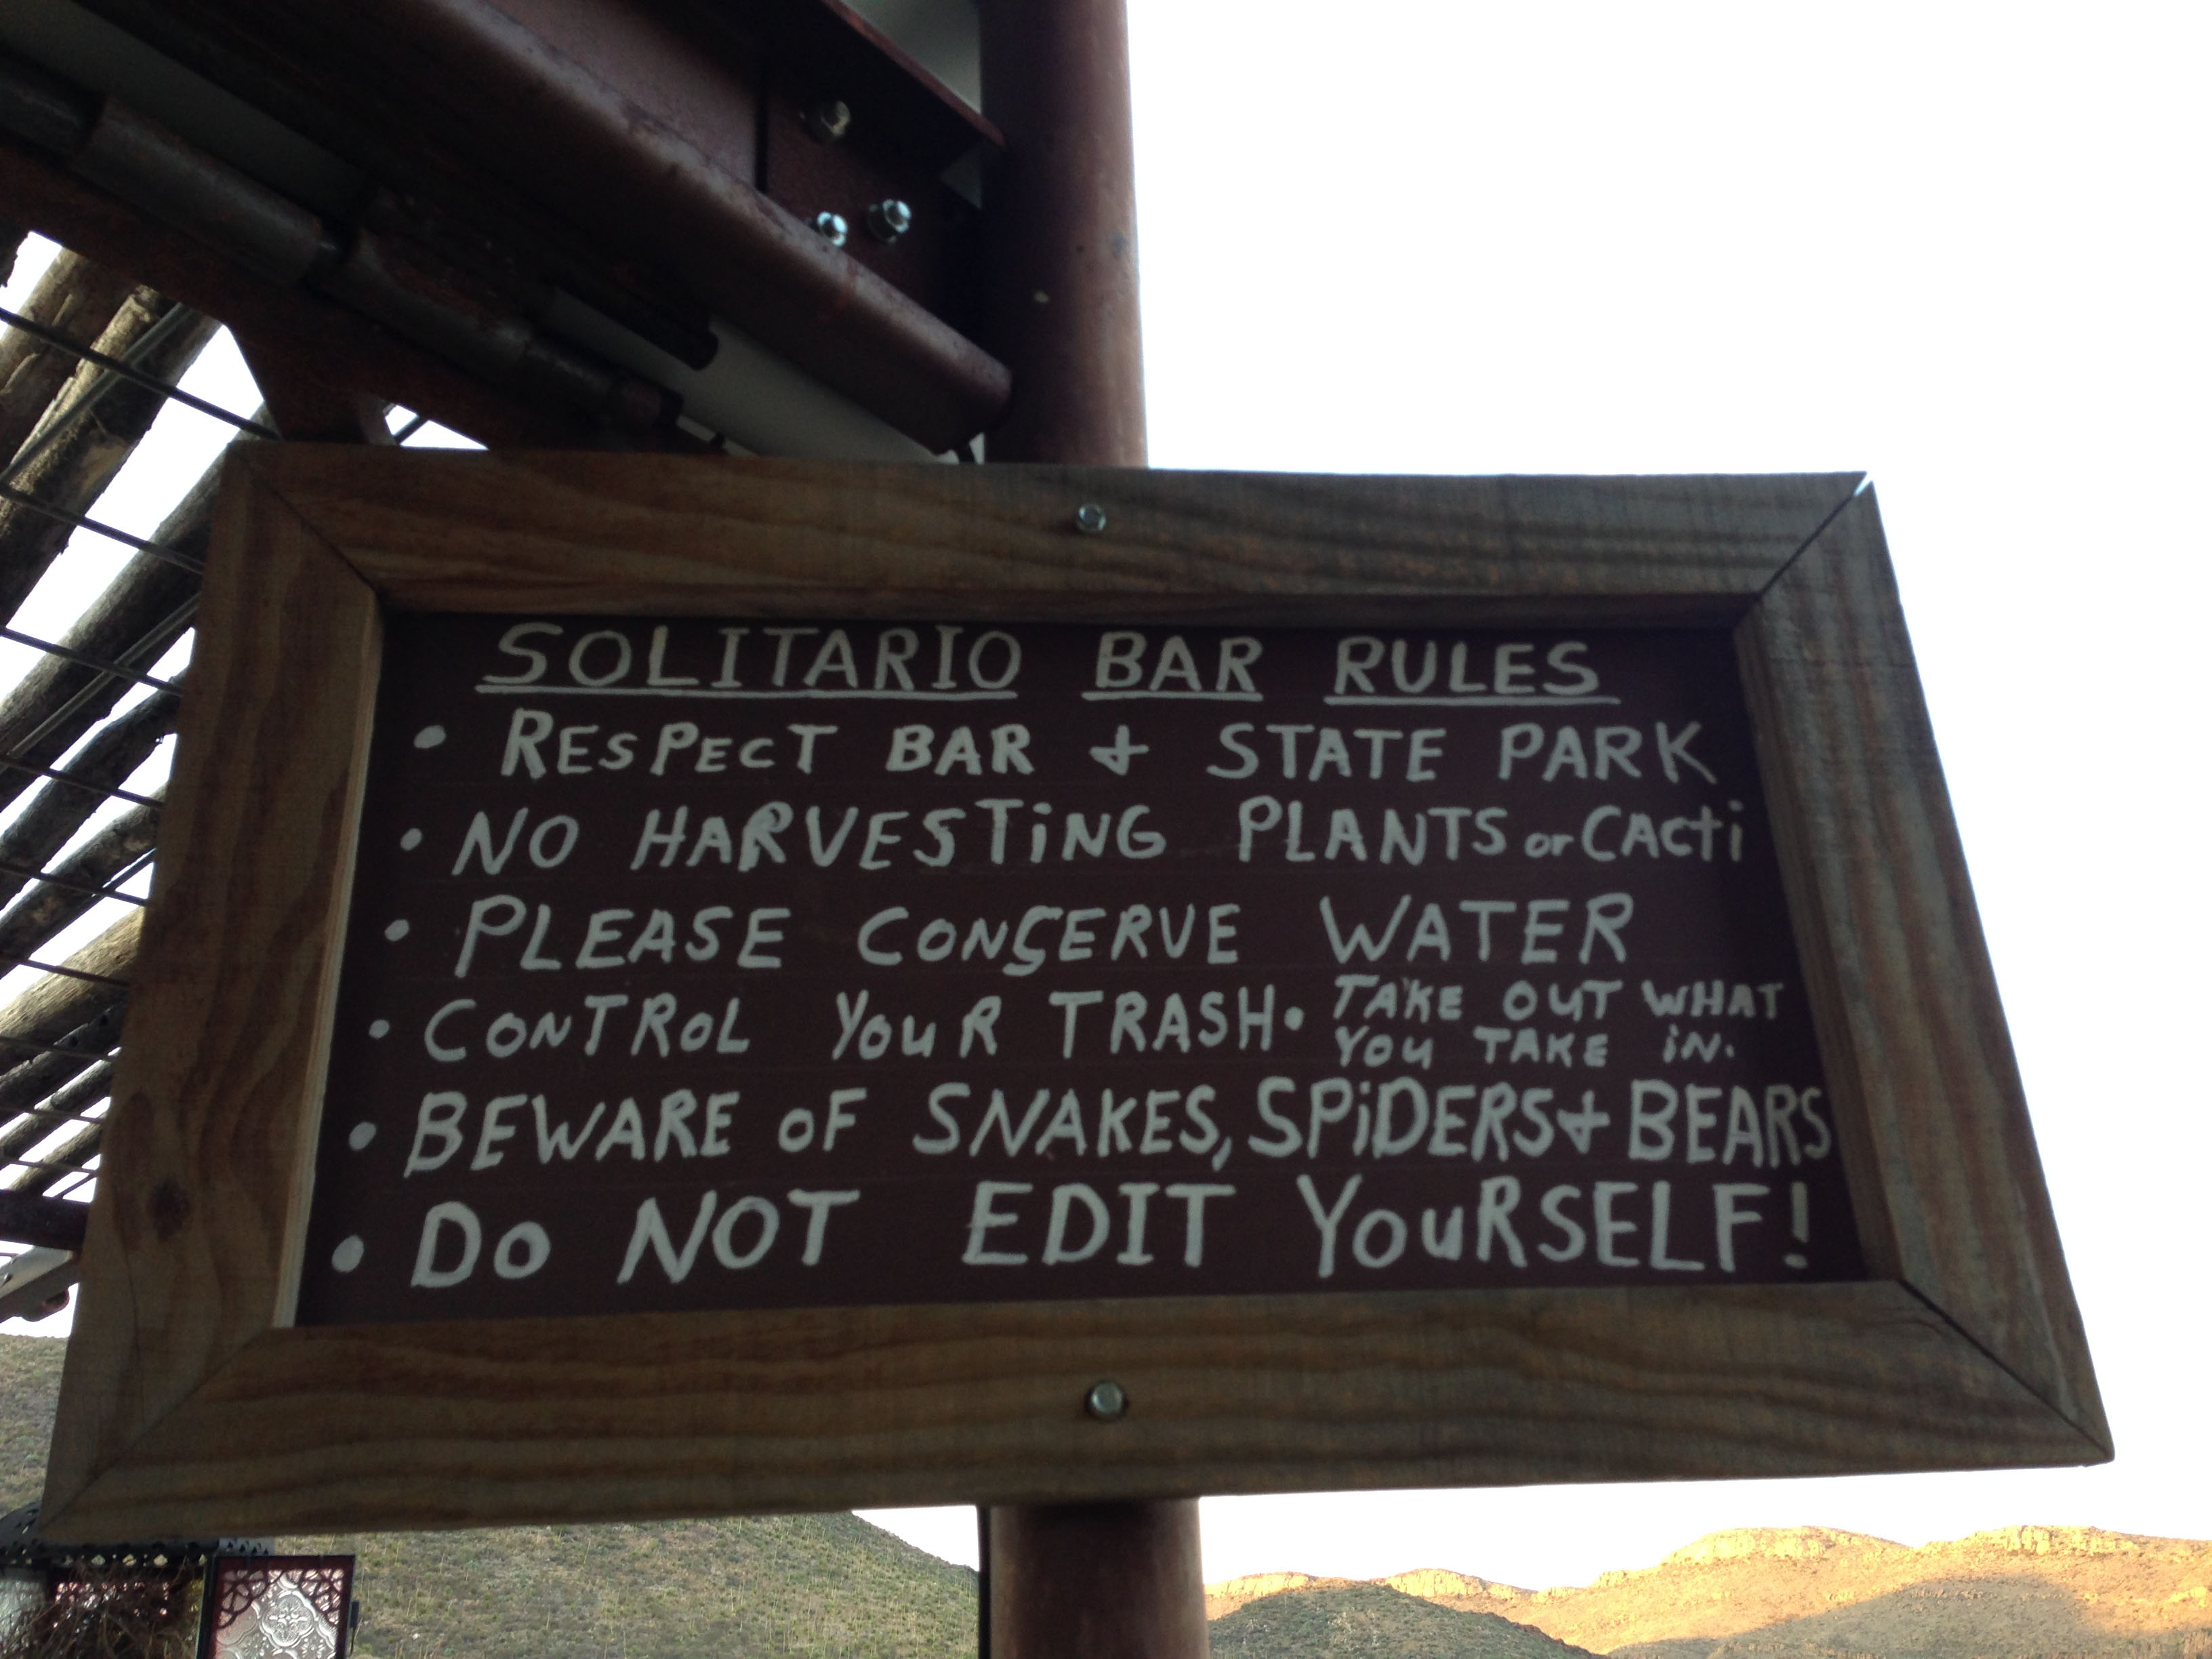 SOLITARIO BAR RULES
• RESPECT BAR & STATE PARK
• NO HARVESTiNG PLANTS or CACti
• PLEASE CONSERVE WATER
• CONTROL YOuR TRASH • TAKE OUT WHAT
YOU TAKE iN.
• BEWARE OF SNAKES, SPiDERS & BEARS
• Do NOT EDIT YOuRSELF!